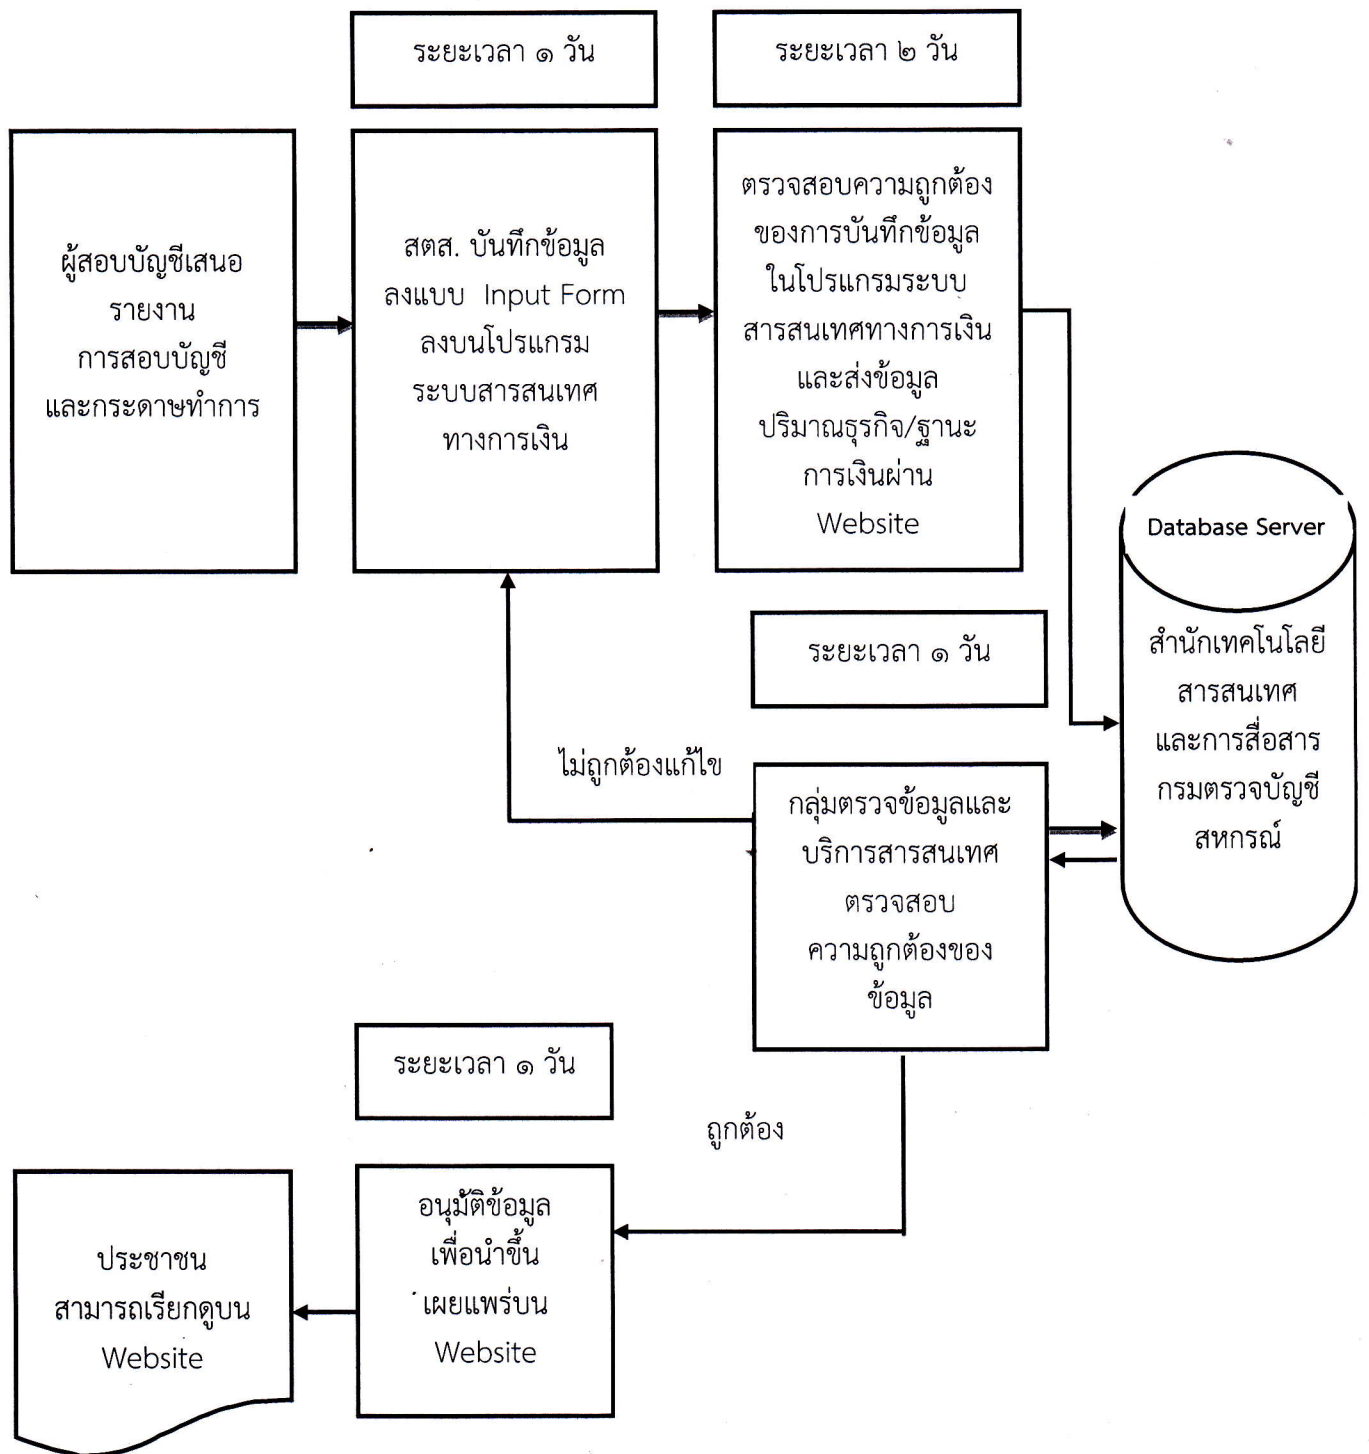 ระยะเวลา ๑ วัน
ระยะเวลา ๒ วัน
ผู้สอบบัญชีเสนอ
รายงาน
การสอบบัญชี
และกระดาษทำการ
สตส. บันทึกข้อมูล
ลงแบบ Input Form
ลงบนโปรแกรม
ระบบสารสนเทศ
ทางการเงิน
ตรวจสอบความถูกต้อง
ของการบันทึกข้อมูล
ในโปรแกรมระบบ
สารสนเทศทางการเงิน
และส่งข้อมูล
ปริมาณธุรกิจ/ฐานะ
การเงินผ่าน
Website
Database Server
สำนักเทคโนโลยี
สารสนเทศ
และการสื่อสาร
กรมตรวจบัญชี
สหกรณ์
ระยะเวลา ๑ วัน
ไม่ถูกต้องแก้ไข
กลุ่มตรวจข้อมูลและ
บริการสารสนเทศ
ตรวจสอบ
ความถูกต้องของ
ข้อมูล
ระยะเวลา ๑ วัน
ถูกต้อง
อนุมัติข้อมูล
เพื่อนำขึ้น
เผยแพร่บน
Website
ประชาชน
สามารถเรียกดูบน
Website